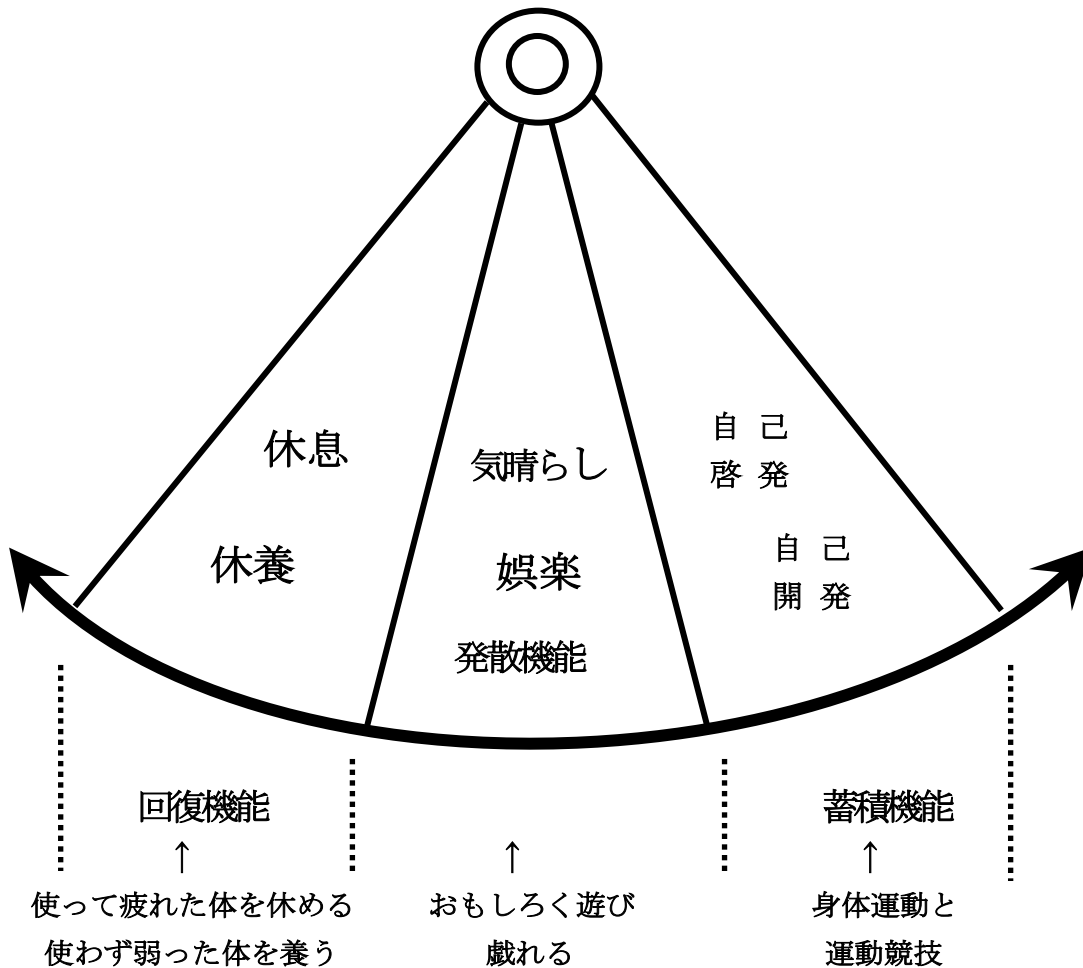 休息
休養
気晴らし
娯楽
発散機能
自己
啓発
自己
開発
回復機能
↑
使って疲れた体を休める
使わず弱った体を養う
↑
おもしろく遊び
戯れる
蓄積機能
↑
身体運動と
運動競技